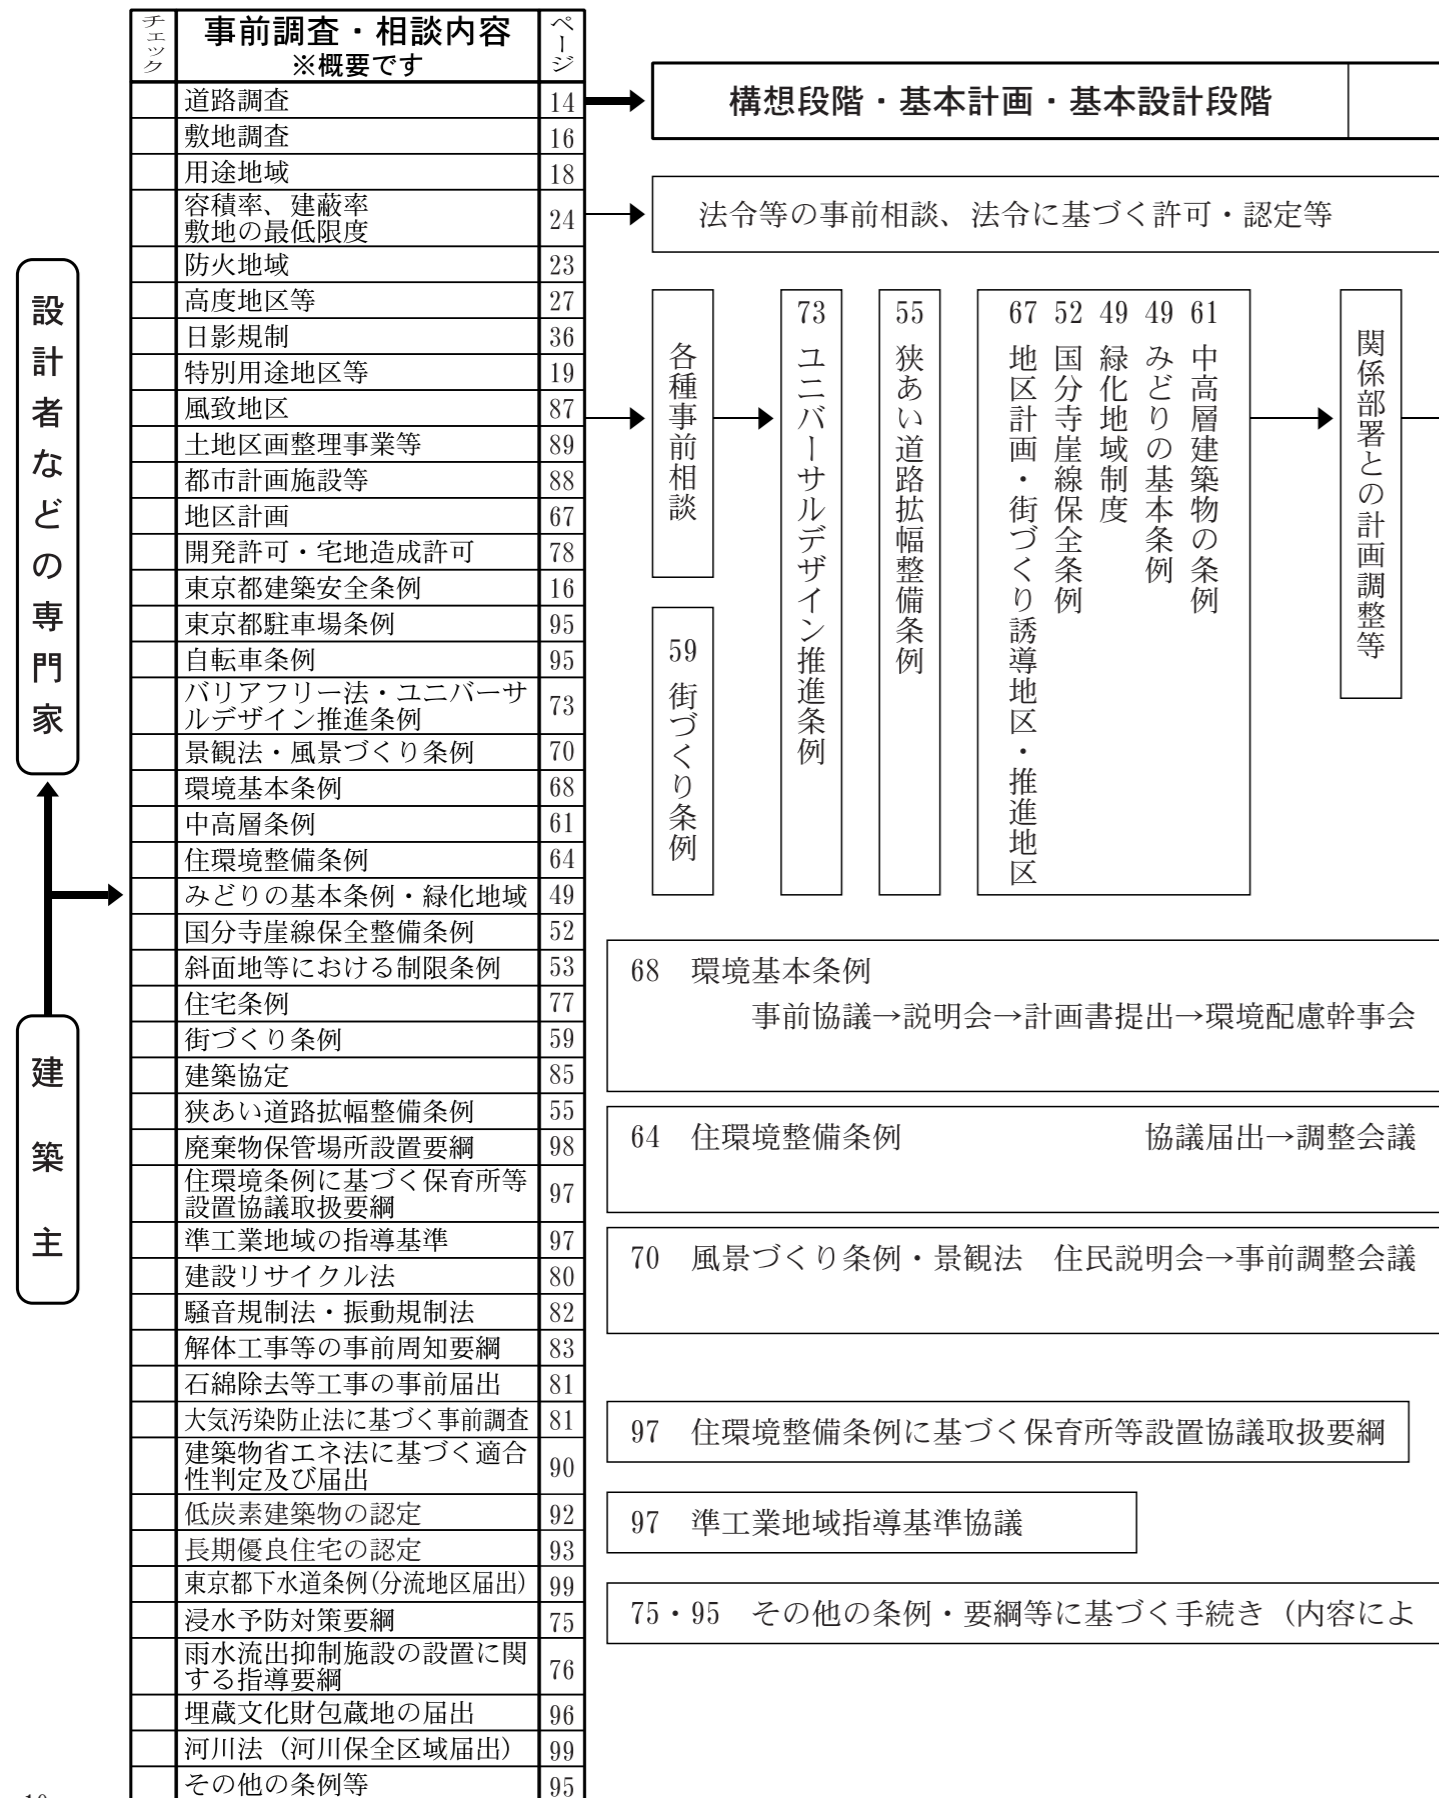 設計者などの専門家
建築主
チェック
事前調査・相談内容
※概要です
ページ
道路調査 14
敷地調査 16
用途地域 18
容積率、建蔽率
敷地の最低限度 24
防火地域 23
高度地区等 27
日影規制 36
特別用途地区等 19
風致地区 87
土地区画整理事業等 89
都市計画施設等 88
地区計画 67
開発許可・宅地造成許可 78
東京都建築安全条例 16
東京都駐車場条例 95
自転車条例 95
バリアフリー法・ユニバーサ
ルデザイン推進条例 73
景観法・風景づくり条例 70
環境基本条例 68
中高層条例 61
住環境整備条例 64
みどりの基本条例・緑化地域 49
国分寺崖線保全整備条例 52
斜面地等における制限条例 53
住宅条例 77
街づくり条例 59
建築協定 85
狭あい道路拡幅整備条例 55
廃棄物保管場所設置要綱 98
住環境条例に基づく保育所等
設置協議取扱要綱 97
準工業地域の指導基準 97
建設リサイクル法 80
騒音規制法・振動規制法 82
解体工事等の事前周知要綱 83
石綿除去等工事の事前届出 81
大気汚染防止法に基づく事前調査 81
建築物省エネ法に基づく適合
性判定及び届出 90
低炭素建築物の認定 92
長期優良住宅の認定 93
東京都下水道条例(分流地区届出) 99
浸水予防対策要綱 75
雨水流出抑制施設の設置に関
する指導要綱 76
埋蔵文化財包蔵地の届出 96
河川法（河川保全区域届出） 99
その他の条例等 95
構想段階・基本計画・基本設計段階
法令等の事前相談、法令に基づく許可・認定等
各種事前相談
59 街づくり条例
73 ユニバーサルデザイン推進条例
55 狭あい道路拡幅整備条例
61 中高層建築物の条例
49 みどりの基本条例
49 緑化地域制度
52 国分寺崖線保全条例
67 地区計画・街づくり誘導地区・推進地区
関係部署との計画調整等
68 環境基本条例
事前協議→説明会→計画書提出→環境配慮幹事会
64 住環境整備条例 協議届出→調整会議
70 風景づくり条例・景観法 住民説明会→事前調整会議
97 住環境整備条例に基づく保育所等設置協議取扱要綱
97 準工業地域指導基準協議
75・95 その他の条例・要綱等に基づく手続き（内容によ